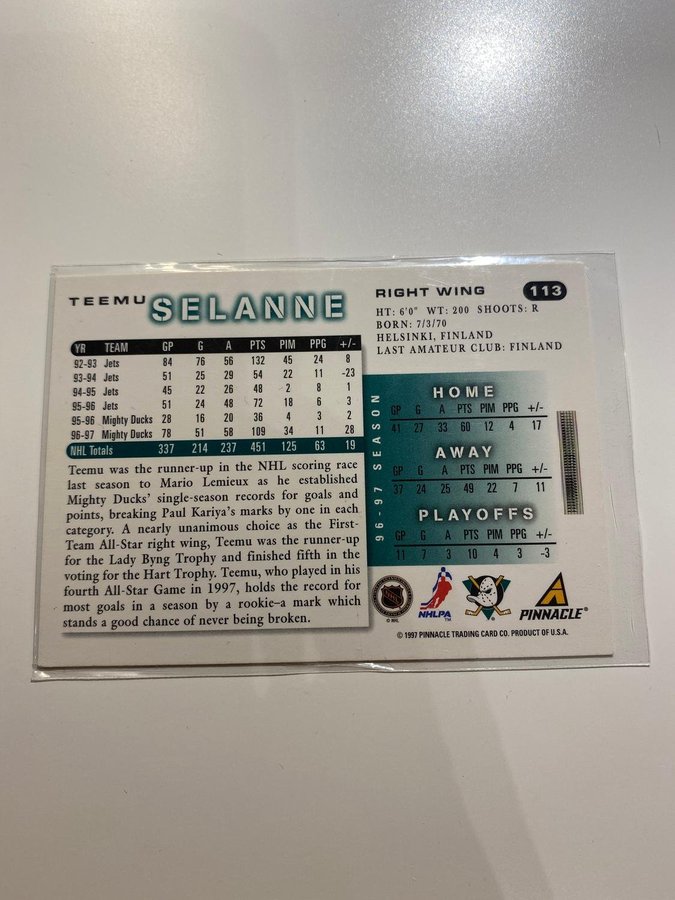 TEEMU SELANNE
YR TEAM GP G A PTS PIM PPG +/-
92-93 Jets 84 76 56 132 45 24 8
93-94 Jets 51 25 29 54 22 11 -23
94-95 Jets 45 22 26 48 2 8 1
95-96 Jets 51 24 48 72 18 6 3
95-96 Mighty Ducks 28 16 20 36 4 3 2
96-97 Mighty Ducks 78 51 58 109 34 11 28
NHL Totals 337 214 237 451 125 63 19
Teemu was the runner-up in the NHL scoring race
last season to Mario Lemieux as he established
Mighty Ducks' single-season records for goals and
points, breaking Paul Kariya's marks by one in each
category. A nearly unanimous choice as the First-
Team All-Star right wing, Teemu was the runner-up
for the Lady Byng Trophy and finished fifth in the
voting for the Hart Trophy. Teemu, who played in his
fourth All-Star Game in 1997, holds the record for
most goals in a season by a rookie–a mark which
stands a good chance of never being broken.
RIGHT WING 113
HT: 6'0" WT: 200 SHOOTS: R
BORN: 7/3/70
HELSINKI, FINLAND
LAST AMATEUR CLUB: FINLAND
96-97 SEASON
HOME
GP G A PTS PIM PPG +/-
41 27 33 60 12 4 17
AWAY
GP G A PTS PIM PPG +/-
37 24 25 49 22 7 11
PLAYOFFS
GP G A PTS PIM PPG +/-
11 7 3 10 4 3 -3
© NHL
NHLPA
TM
PINNACLE®
© 1997 PINNACLE TRADING CARD CO. PRODUCT OF U.S.A.